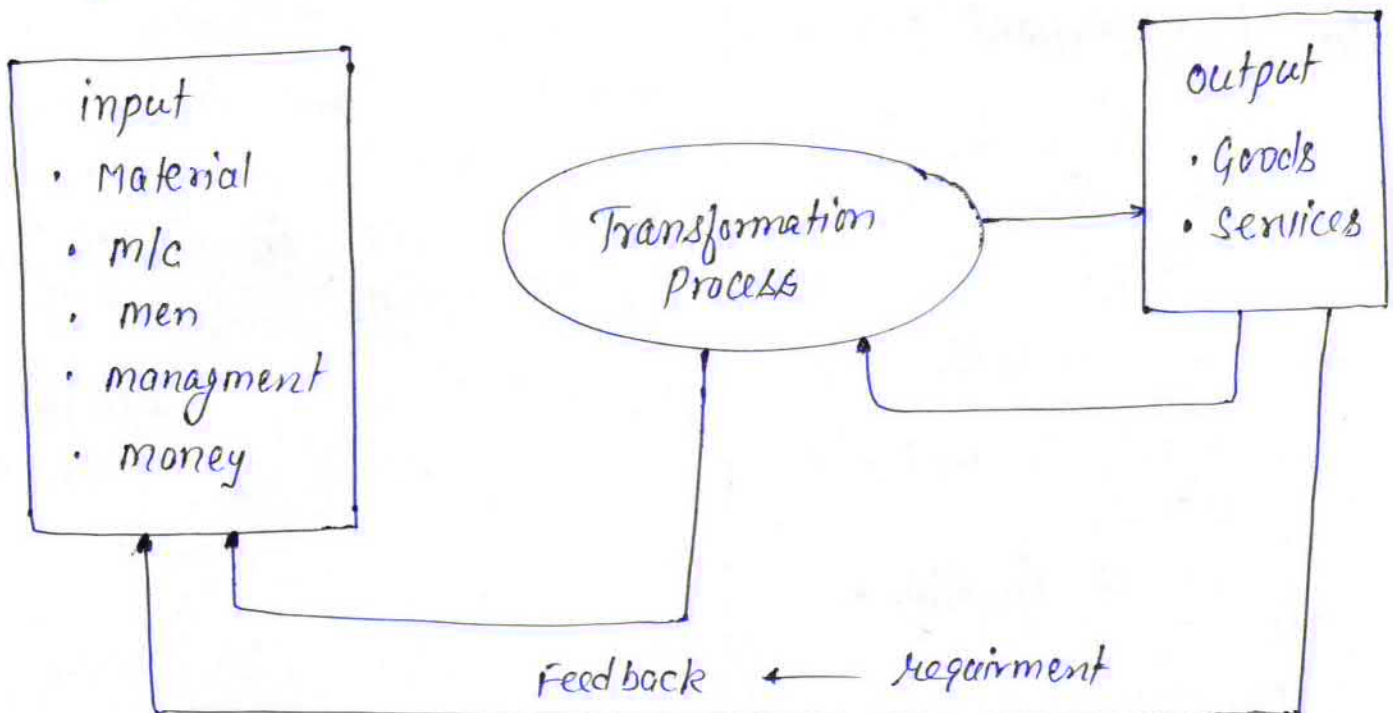 input
• Material
• m/c
• men
• managment
• money
Transformation
Process
output
• Goods
• Services
Feedback ← requirment